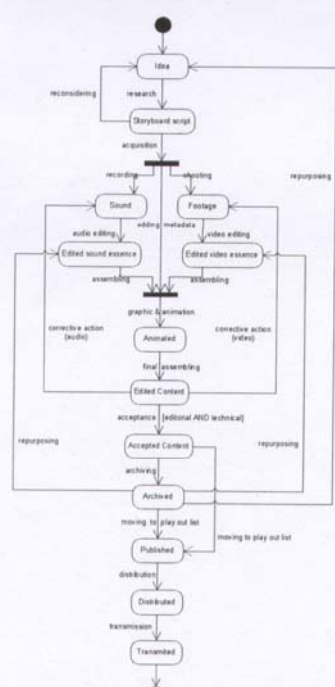 Idea
reconsidering
research
Storyboard script
acquisition
recording
shooting
repurposing
Sound
Footage
audio editing
adding metadata
video editing
Edited sound essence
Edited video essence
assembling
assembling
graphic & animation
corrective action
(audio)
Animated
corrective action
(video)
final assembling
Edited Content
acceptance [editorial AND technical]
repurposing
Accepted Content
repurposing
archiving
Archived
moving to play out list
Published
moving to play out list
distribution
Distributed
transmission
Transmited